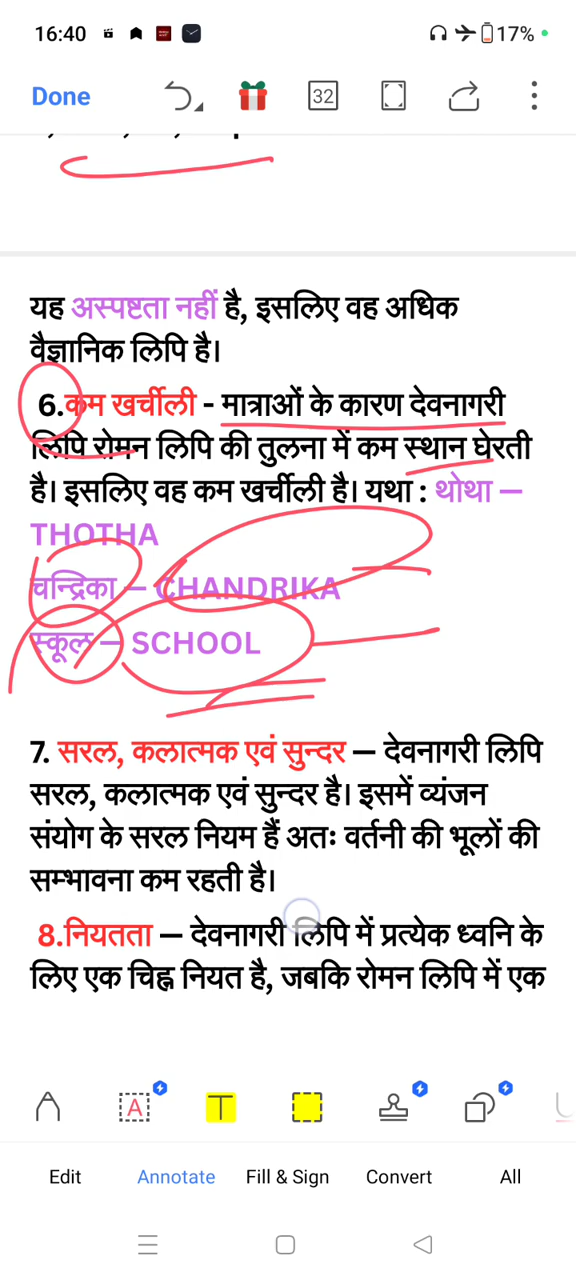 16:40
17%
Done
32
यह अस्पष्टता नहीं है, इसलिए वह अधिक
वैज्ञानिक लिपि है।
6.कम खर्चीली - मात्राओं के कारण देवनागरी
लिपि रोमन लिपि की तुलना में कम स्थान घेरती
है। इसलिए वह कम खर्चीली है। यथा : थोथा –
THOTHA
चन्द्रिका – CHANDRIKA
स्कूल – SCHOOL
7. सरल, कलात्मक एवं सुन्दर – देवनागरी लिपि
सरल, कलात्मक एवं सुन्दर है। इसमें व्यंजन
संयोग के सरल नियम हैं अतः वर्तनी की भूलों की
सम्भावना कम रहती है।
8.नियतता – देवनागरी लिपि में प्रत्येक ध्वनि के
लिए एक चिह्न नियत है, जबकि रोमन लिपि में एक
A T
Edit Annotate Fill & Sign Convert All